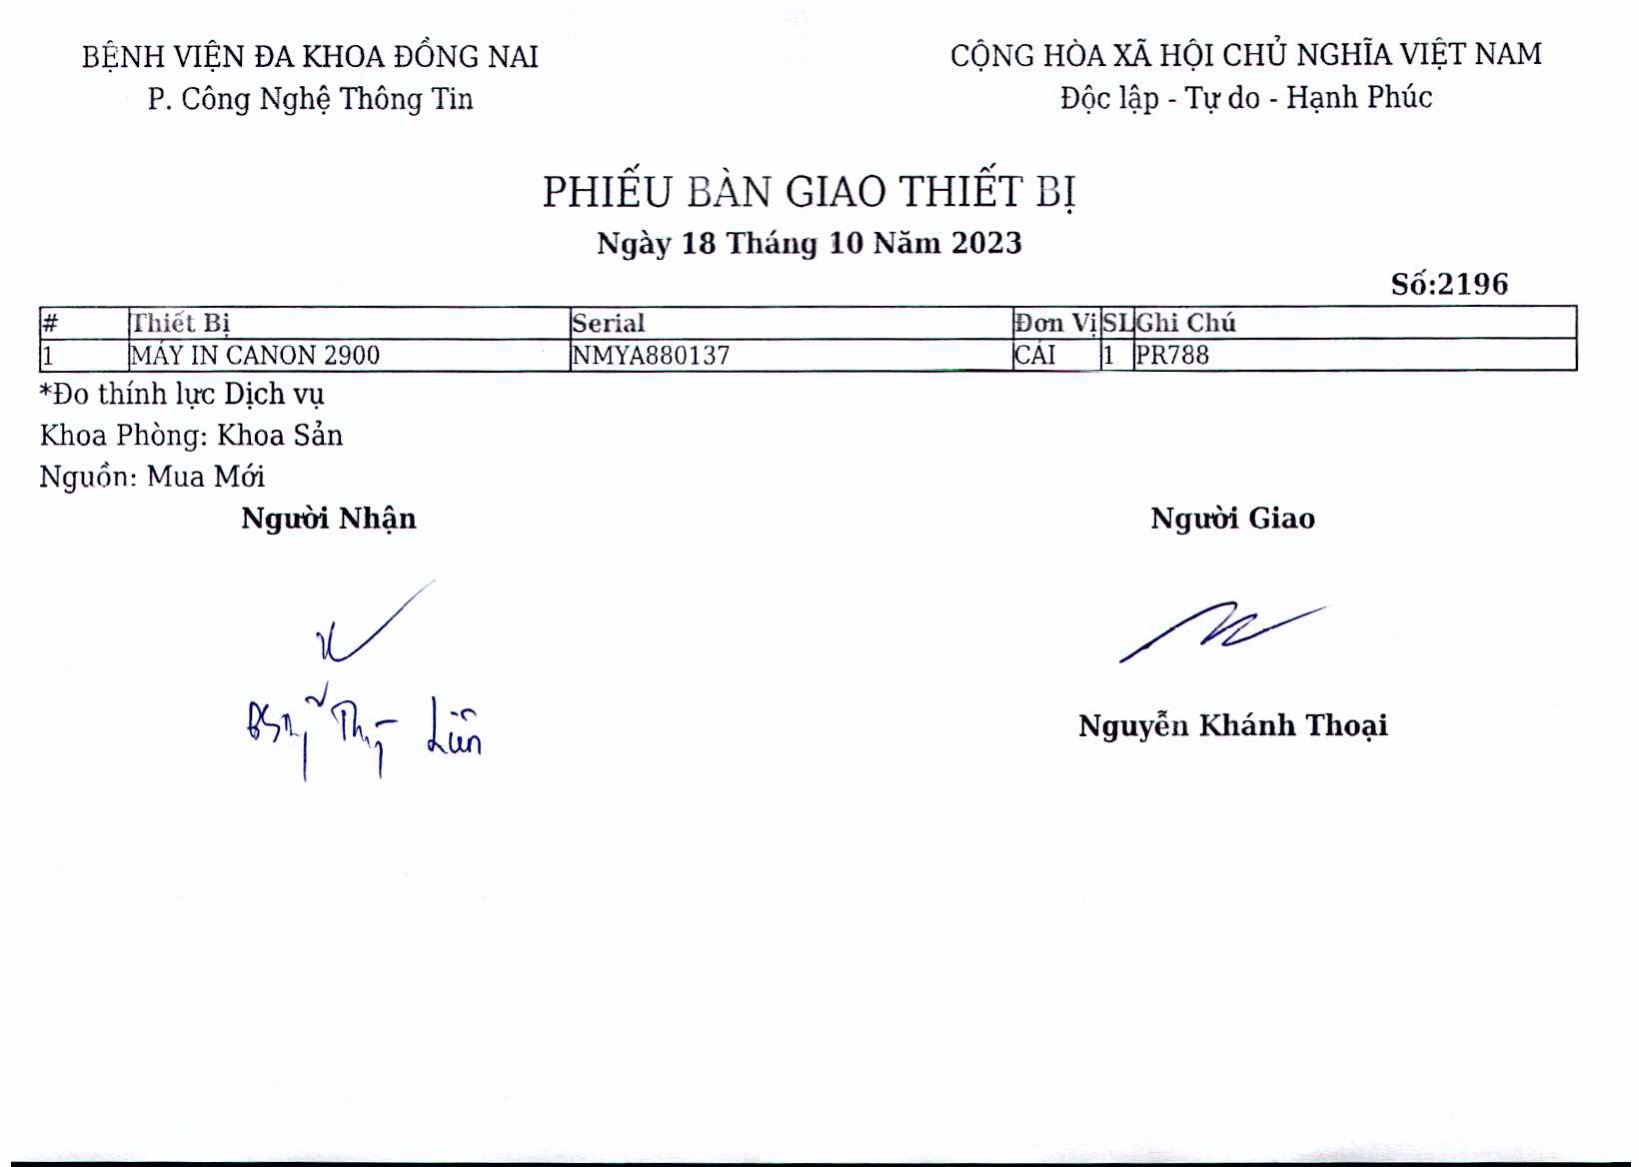 BỆNH VIỆN ĐA KHOA ĐỒNG NAI
P. Công Nghệ Thông Tin
CỘNG HÒA XÃ HỘI CHỦ NGHĨA VIỆT NAM
Độc lập - Tự do - Hạnh Phúc
PHIẾU BÀN GIAO THIẾT BỊ
Ngày 18 Tháng 10 Năm 2023
Số:2196
# Thiết Bị Serial Đơn Vị SL Ghi Chú
1 MÁY IN CANON 2900 NMYA880137 CÁI 1 PR788
*Đo thính lực Dịch vụ
Khoa Phòng: Khoa Sản
Nguồn: Mua Mới
Người Nhận Người Giao
Nguyễn Khánh Thoại